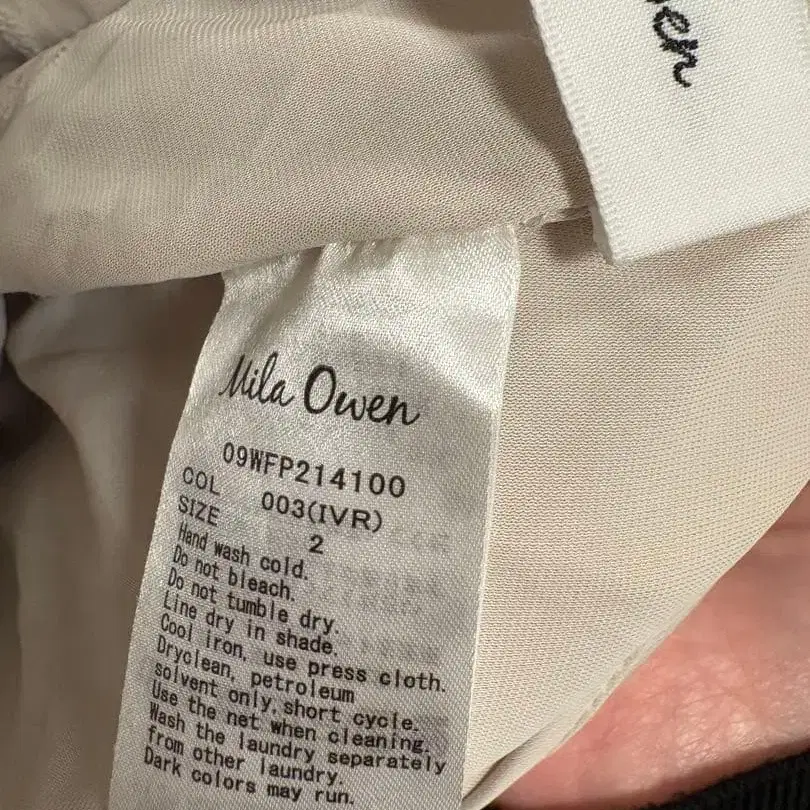 Mila Owen
09WFP214100
COL 003(IVR)
SIZE 2
Hand wash cold.
Do not bleach.
Do not tumble dry.
Line dry in shade.
Cool iron, use press cloth.
Dryclean, petroleum
solvent only.short cycle.
Use the net when cleaning.
Wash the laundry separately
from other laundry.
Dark colors may run.